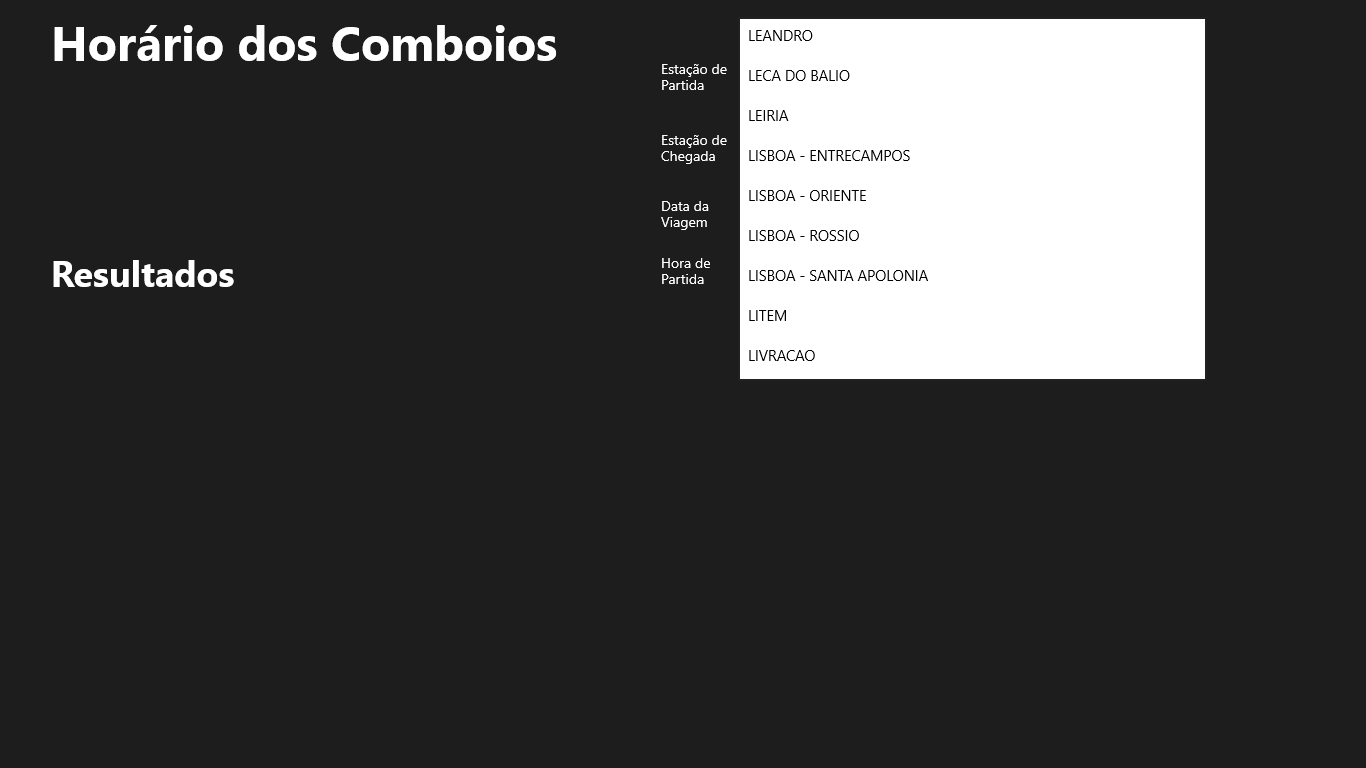 Horário dos Comboios
Estação de
Partida
Estação de
Chegada
Data da
Viagem
Hora de
Partida
LEANDRO
LECA DO BALIO
LEIRIA
LISBOA - ENTRECAMPOS
LISBOA - ORIENTE
LISBOA - ROSSIO
LISBOA - SANTA APOLONIA
LITEM
LIVRACAO
Resultados